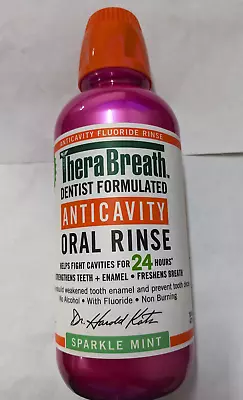 ANTICAVITY FLUORIDE RINSE
TheraBreath
DENTIST FORMULATED
ANTICAVITY
ORAL RINSE
HELPS FIGHT CAVITIES FOR 24 HOURS*
STRENGTHENS TEETH + ENAMEL • FRESHENS BREATH
weakened tooth enamel and prevent tooth
No Alcohol • With Fluoride • Non Burning
Dr. Harold Katz
SPARKLE MINT